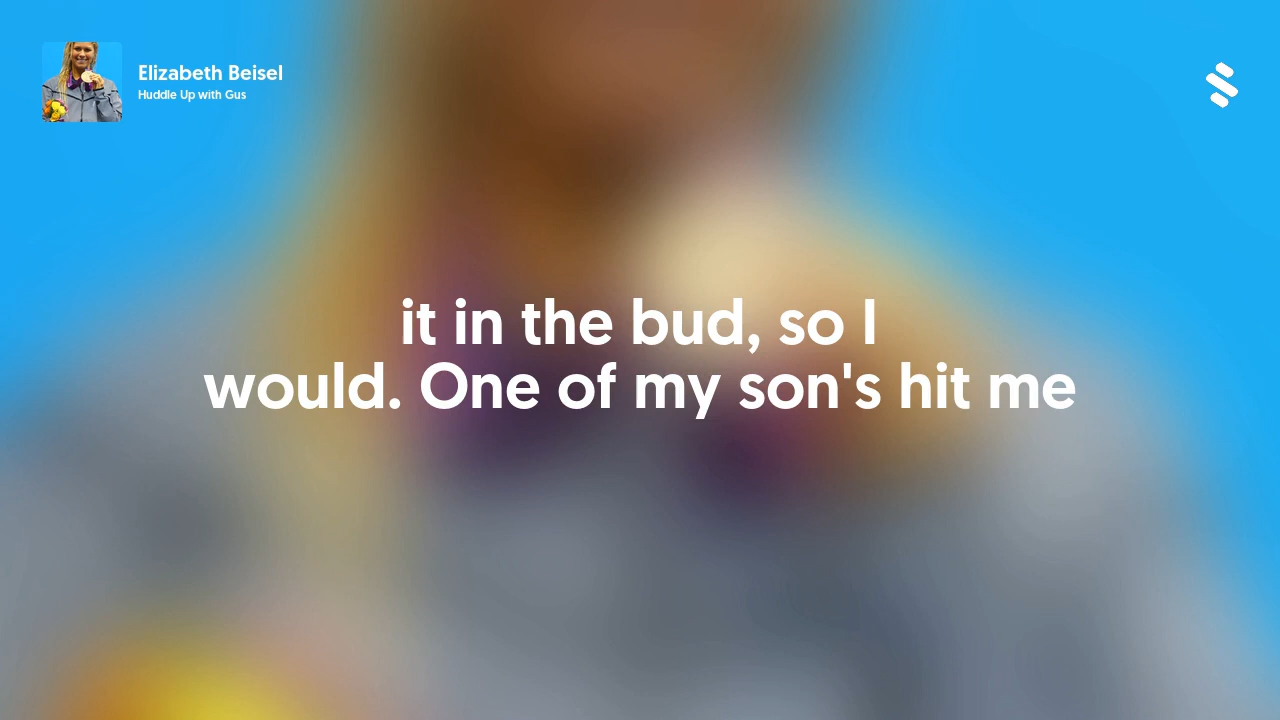 Elizabeth Beisel
Huddle Up with Gus
it in the bud, so I
would. One of my son's hit me